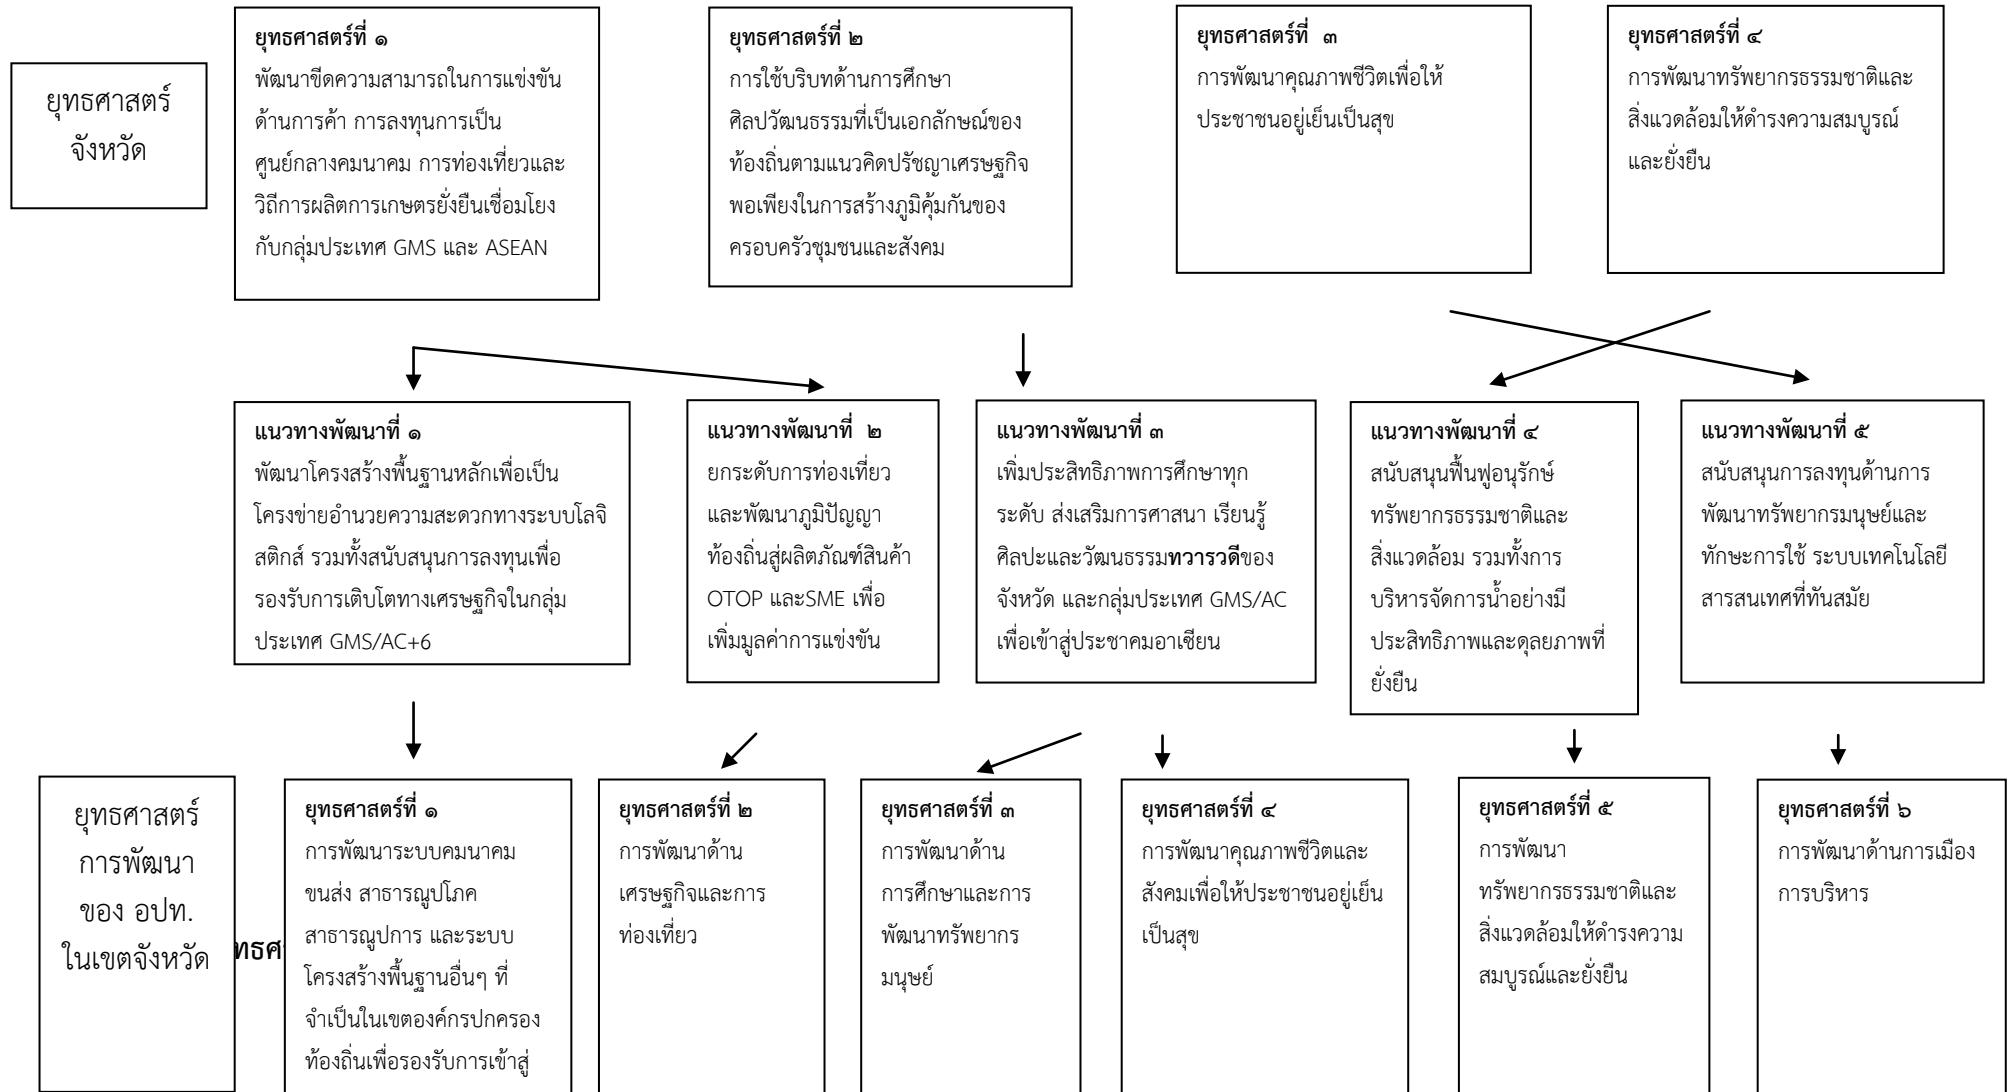 ยุทธศาสตร์
จังหวัด
ยุทธศาสตร์ที่ ๑
พัฒนาขีดความสามารถในการแข่งขัน
ด้านการค้า การลงทุนการเป็น
ศูนย์กลางคมนาคม การท่องเที่ยวและ
วิถีการผลิตการเกษตรยั่งยืนเชื่อมโยง
กับกลุ่มประเทศ GMS และ ASEAN
ยุทธศาสตร์ที่ ๒
การใช้บริบทด้านการศึกษา
ศิลปวัฒนธรรมที่เป็นเอกลักษณ์ของ
ท้องถิ่นตามแนวคิดปรัชญาเศรษฐกิจ
พอเพียงในการสร้างภูมิคุ้มกันของ
ครอบครัวชุมชนและสังคม
ยุทธศาสตร์ที่ ๓
การพัฒนาคุณภาพชีวิตเพื่อให้
ประชาชนอยู่เย็นเป็นสุข
ยุทธศาสตร์ที่ ๔
การพัฒนาทรัพยากรธรรมชาติและ
สิ่งแวดล้อมให้ดำรงความสมบูรณ์
และยั่งยืน
แนวทางพัฒนาที่ ๑
พัฒนาโครงสร้างพื้นฐานหลักเพื่อเป็น
โครงข่ายอำนวยความสะดวกทางระบบโลจิ
สติกส์ รวมทั้งสนับสนุนการลงทุนเพื่อ
รองรับการเติบโตทางเศรษฐกิจในกลุ่ม
ประเทศ GMS/AC+6
แนวทางพัฒนาที่ ๒
ยกระดับการท่องเที่ยว
และพัฒนาภูมิปัญญา
ท้องถิ่นสู่ผลิตภัณฑ์สินค้า
OTOP และSME เพื่อ
เพิ่มมูลค่าการแข่งขัน
แนวทางพัฒนาที่ ๓
เพิ่มประสิทธิภาพการศึกษาทุก
ระดับ ส่งเสริมการศาสนา เรียนรู้
ศิลปะและวัฒนธรรมทวารวดีของ
จังหวัด และกลุ่มประเทศ GMS/AC
เพื่อเข้าสู่ประชาคมอาเซียน
แนวทางพัฒนาที่ ๔
สนับสนุนฟื้นฟูอนุรักษ์
ทรัพยากรธรรมชาติและ
สิ่งแวดล้อม รวมทั้งการ
บริหารจัดการน้ำอย่างมี
ประสิทธิภาพและดุลยภาพที่
ยั่งยืน
แนวทางพัฒนาที่ ๕
สนับสนุนการลงทุนด้านการ
พัฒนาทรัพยากรมนุษย์และ
ทักษะการใช้ ระบบเทคโนโลยี
สารสนเทศที่ทันสมัย
ยุทธศาสตร์
การพัฒนา
ของ อปท.
ในเขตจังหวัด
ยุทธศาสตร์ที่ ๑
การพัฒนาระบบคมนาคม
ขนส่ง สาธารณูปโภค
สาธารณูปการ และระบบ
โครงสร้างพื้นฐานอื่นๆ ที่
จำเป็นในเขตองค์กรปกครอง
ท้องถิ่นเพื่อรองรับการเข้าสู่
ยุทธศาสตร์ที่ ๒
การพัฒนาด้าน
เศรษฐกิจและการ
ท่องเที่ยว
ยุทธศาสตร์ที่ ๓
การพัฒนาด้าน
การศึกษาและการ
พัฒนาทรัพยากร
มนุษย์
ยุทธศาสตร์ที่ ๔
การพัฒนาคุณภาพชีวิตและ
สังคมเพื่อให้ประชาชนอยู่เย็น
เป็นสุข
ยุทธศาสตร์ที่ ๕
การพัฒนา
ทรัพยากรธรรมชาติและ
สิ่งแวดล้อมให้ดำรงความ
สมบูรณ์และยั่งยืน
ยุทธศาสตร์ที่ ๖
การพัฒนาด้านการเมือง
การบริหาร